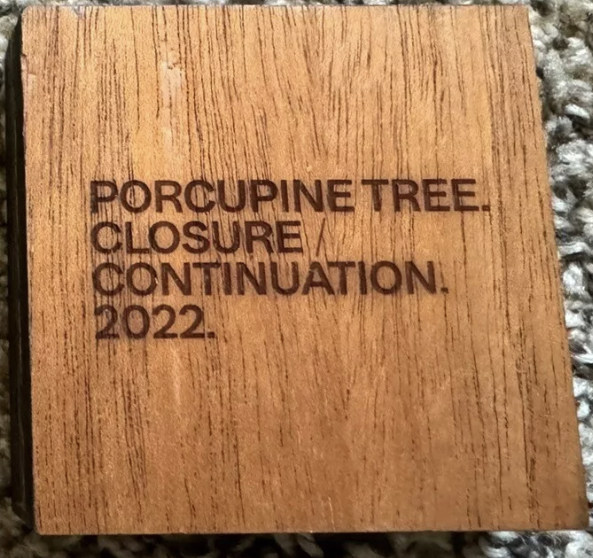 PORCUPINE TREE.
CLOSURE /
CONTINUATION.
2022.